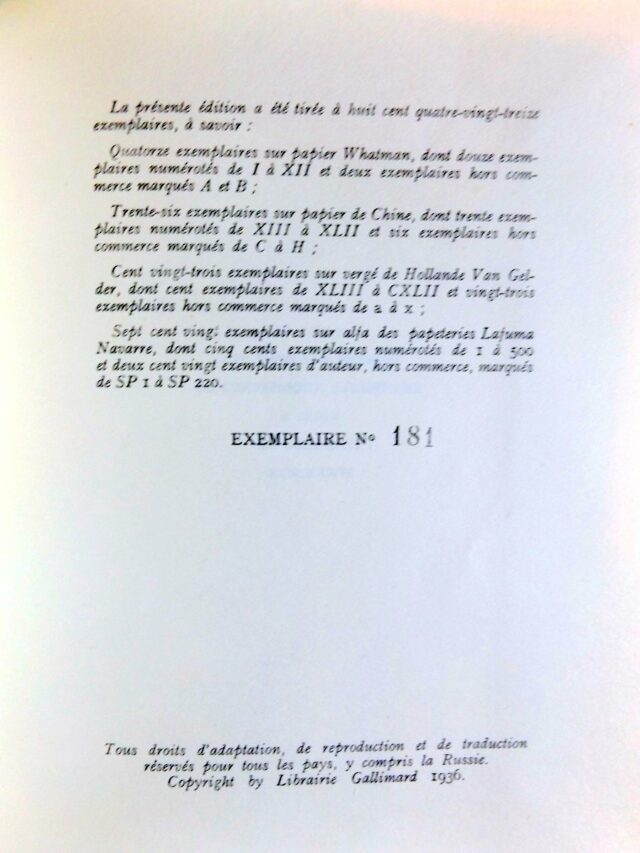 La présente édition a été tirée à huit cent quatre-vingt-treize
exemplaires, à savoir :
Quatorze exemplaires sur papier Whatman, dont douze exem-
plaires numérotés de I à XII et deux exemplaires hors com-
merce marqués A et B ;
Trente-six exemplaires sur papier de Chine, dont trente exem-
plaires numérotés de XIII à XLII et six exemplaires hors
commerce marqués de C à H ;
Cent vingt-trois exemplaires sur vergé de Hollande Van Gel-
der, dont cent exemplaires de XLIII à CXLII et vingt-trois
exemplaires hors commerce marqués de a à x ;
Sept cent vingt exemplaires sur alfa des papeteries Lafuma
Navarre, dont cinq cents exemplaires numérotés de 1 à 500
et deux cent vingt exemplaires d'auteur, hors commerce, marqués
de SP 1 à SP 220.
EXEMPLAIRE Nº 181
Tous droits d'adaptation, de reproduction et de traduction
réservés pour tous les pays, y compris la Russie.
Copyright by Librairie Gallimard 1936.